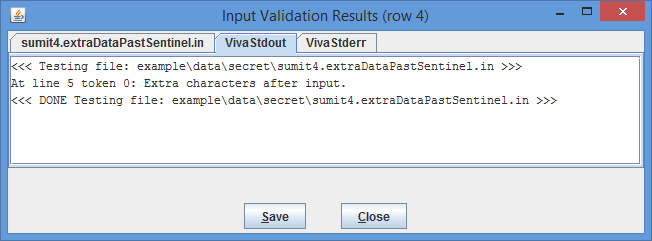 Input Validation Results (row 4)
sumit4.extraDataPastSentinel.in VivaStdout VivaStderr
<<< Testing file: example\data\secret\sumit4.extraDataPastSentinel.in >>>
At line 5 token 0: Extra characters after input.
<<< DONE Testing file: example\data\secret\sumit4.extraDataPastSentinel.in >>>
Save Close